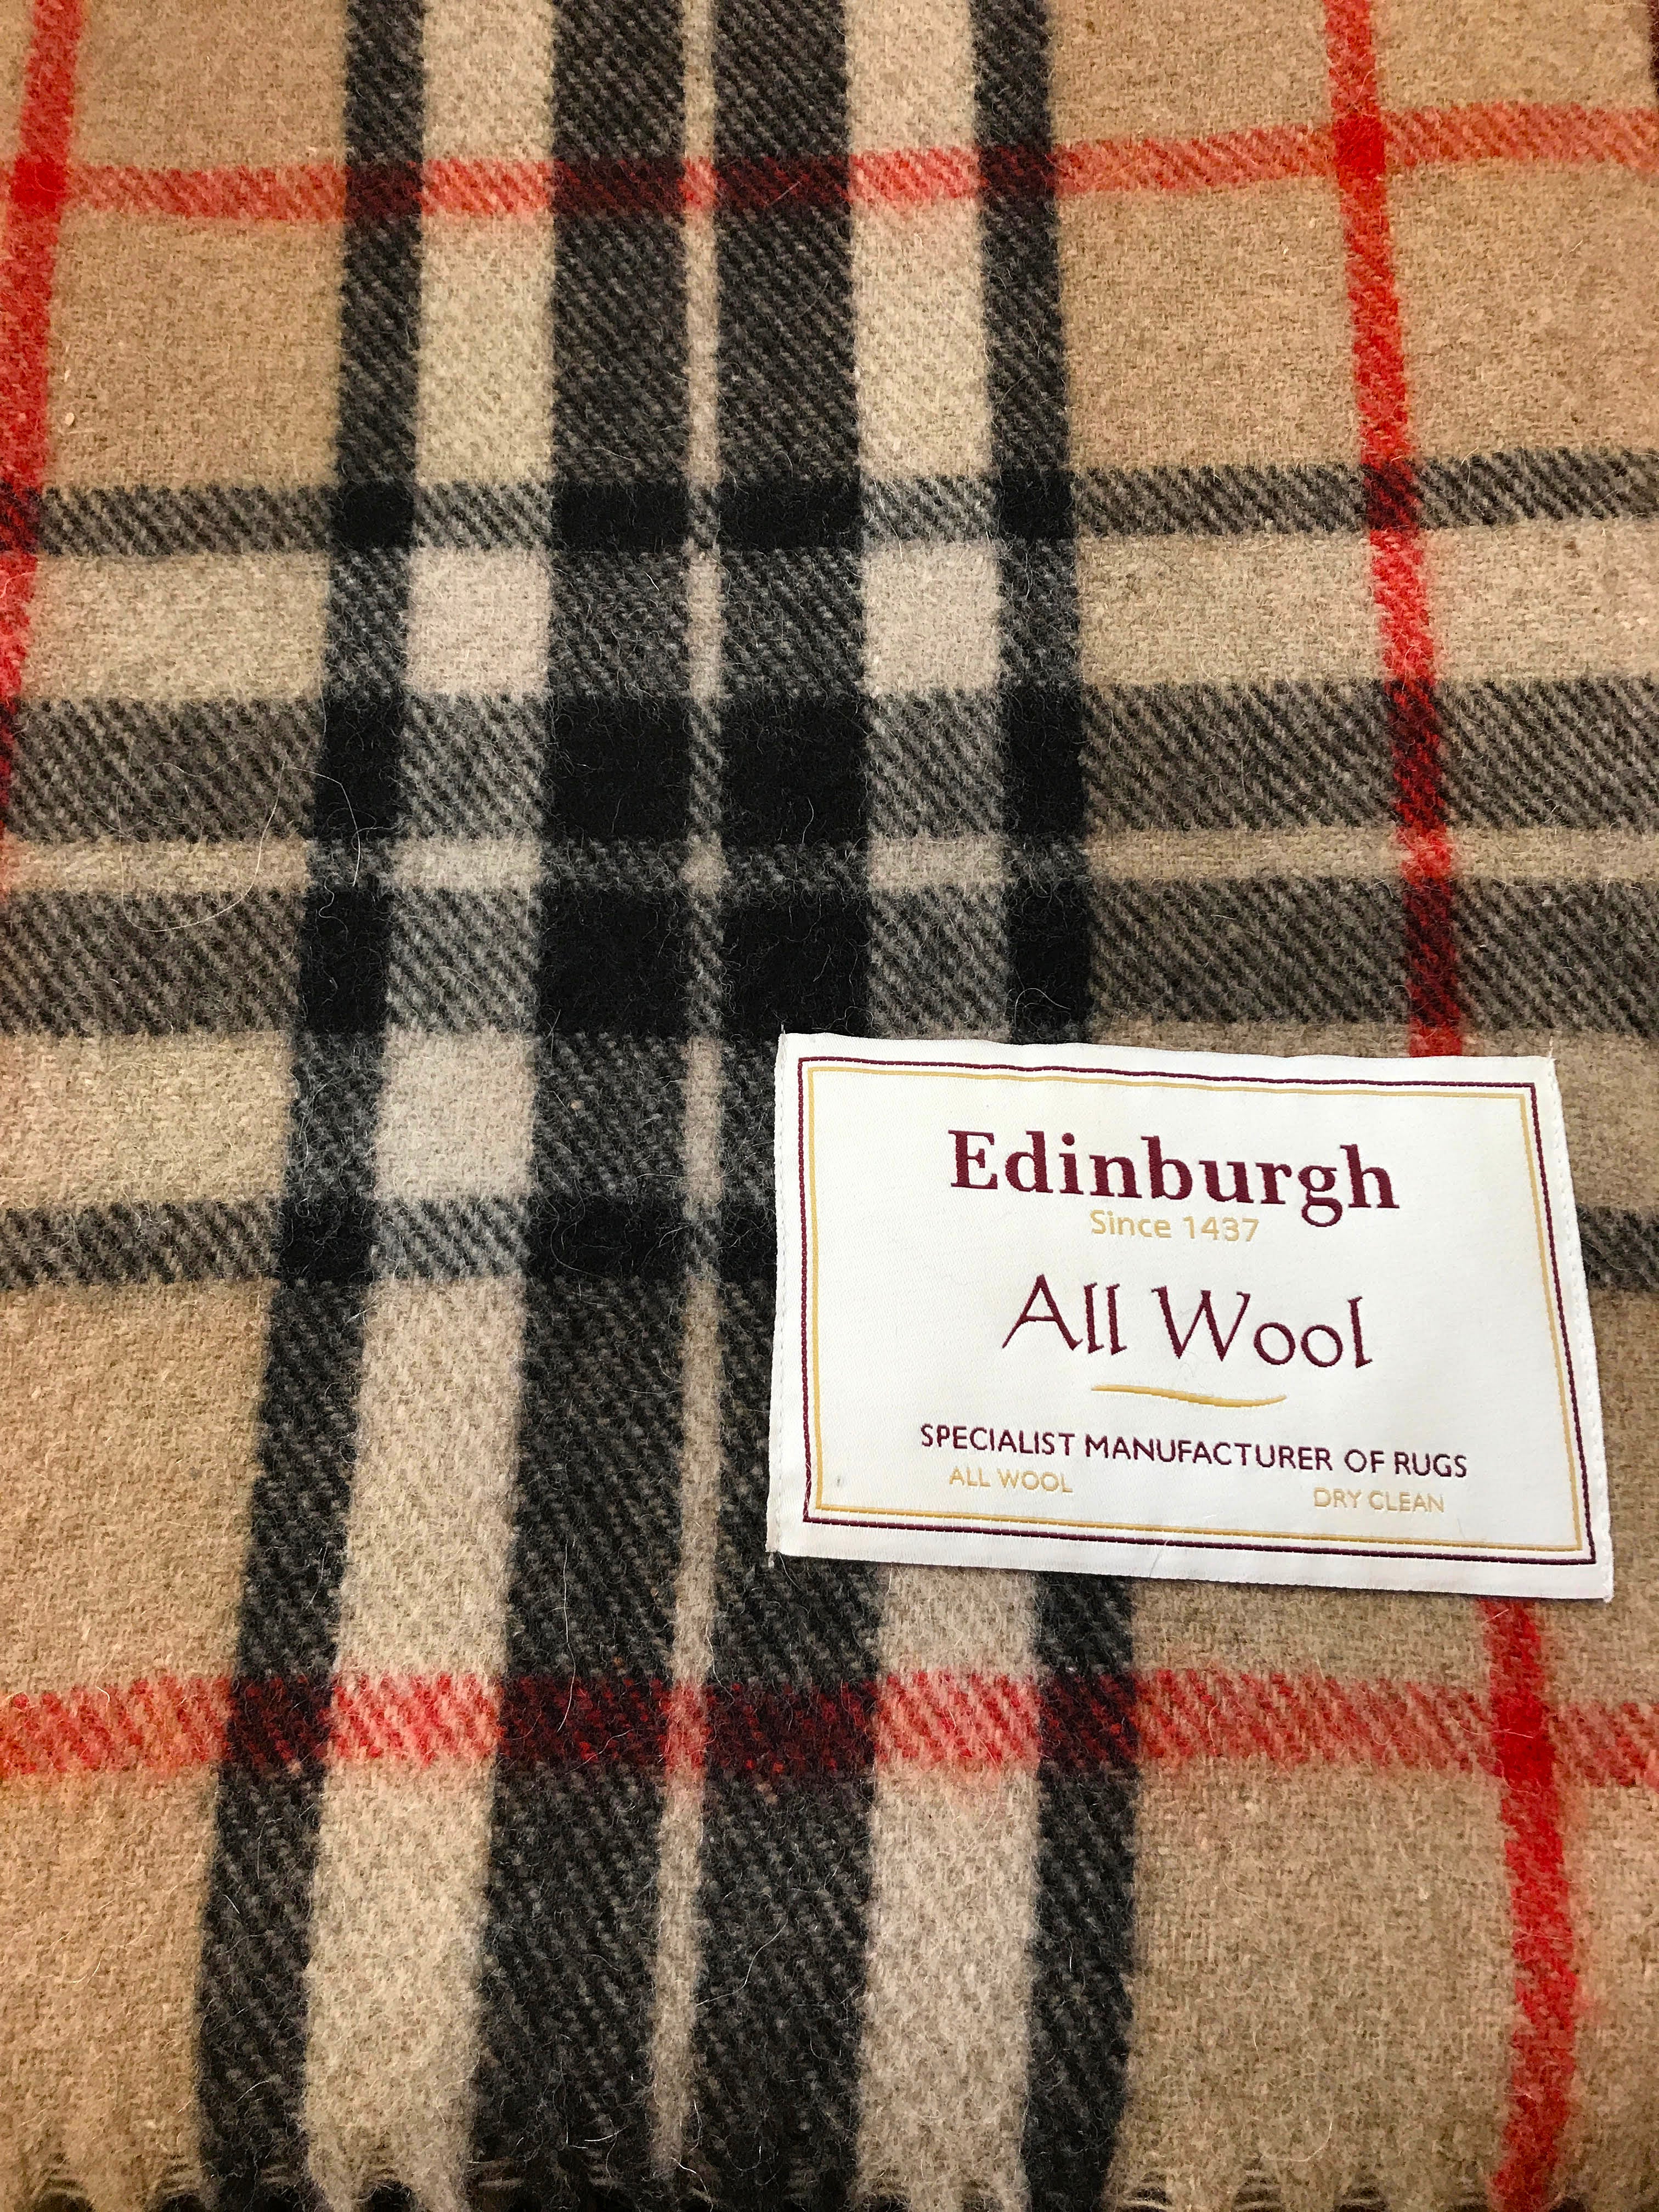 Edinburgh
Since 1437
All Wool
SPECIALIST MANUFACTURER OF RUGS
ALL WOOL DRY CLEAN